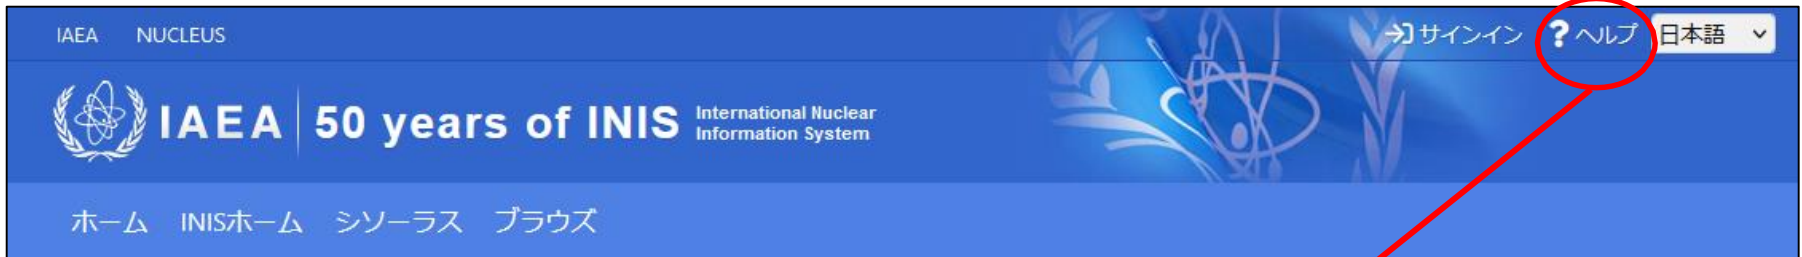 IAEA NUCLEUS サインイン ?ヘルプ 日本語
IAEA 50 years of INIS International Nuclear
Information System
ホーム INISホーム シソーラス ブラウズ